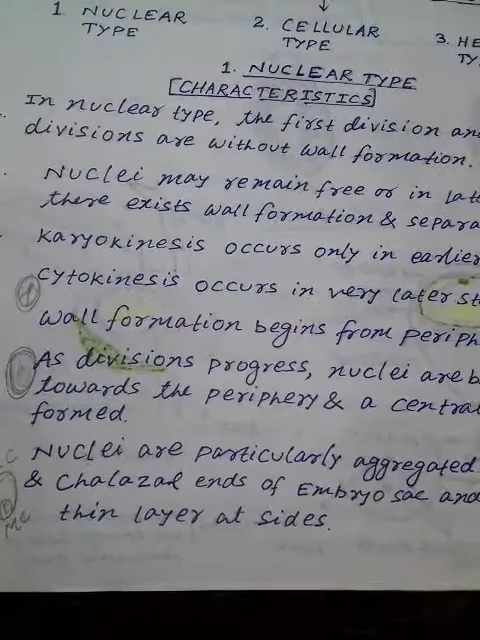 1. NUCLEAR TYPE
2. CELLULAR TYPE
3. HE
TY
1. NUCLEAR TYPE
[CHARACTERISTICS]
In nuclear type, the first division an
divisions are without wall formation.
Nuclei may remain free or in lat
there exists wall formation & separa
Karyokinesis occurs only in earlier
Cytokinesis occurs in very later st
Wall formation begins from periph
As divisions progress, nuclei are b
towards the periphery & a central
formed.
Nuclei are particularly aggregated
& Chalazal ends of Embryo sac and
thin layer at sides.